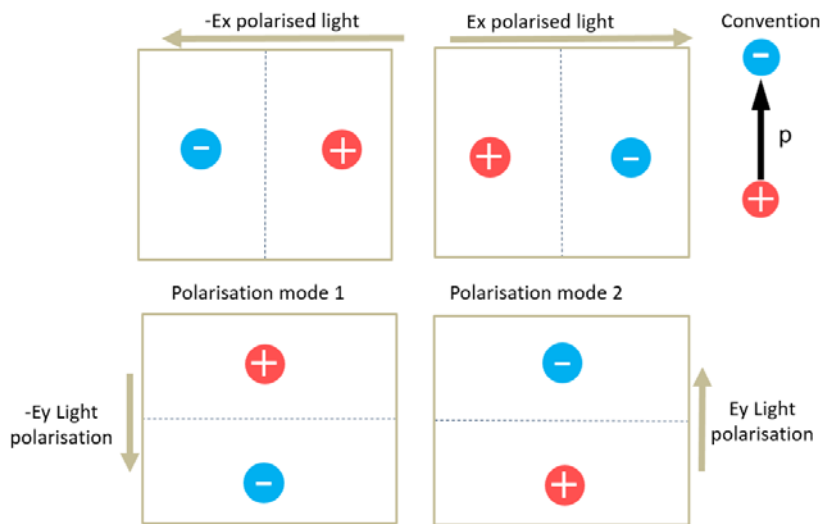 -Ex polarised light
Ex polarised light
Convention
−
+
+
−
−
p
+
Polarisation mode 1
Polarisation mode 2
+
−
-Ey Light
polarisation
Ey Light
polarisation
−
+